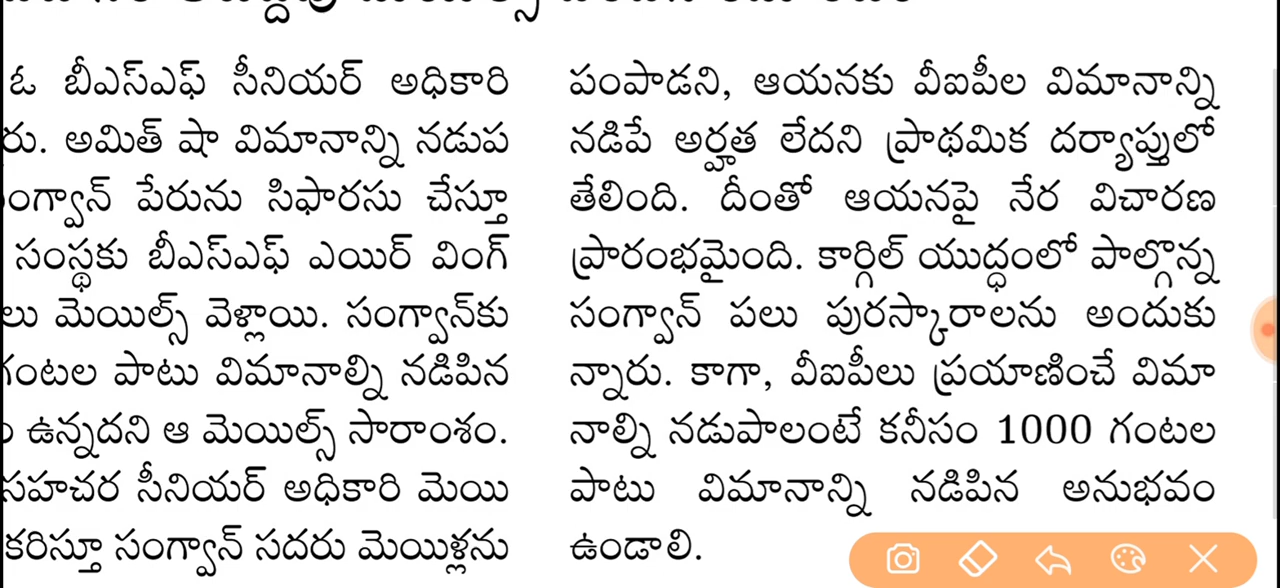 ఓ బీఎస్ఎఫ్ సీనియర్ అధికారి
రు. అమిత్ షా విమానాన్ని నడుప
ంగ్వాన్ పేరును సిఫారసు చేస్తూ
సంస్థకు బీఎస్ఎఫ్ ఎయిర్ వింగ్
లు మెయిల్స్ వెళ్లాయి. సంగ్వాన్‌కు
గంటల పాటు విమానాల్ని నడిపిన
ఉన్నదని ఆ మెయిల్స్ సారాంశం.
సహచర సీనియర్ అధికారి మెయి
కరిస్తూ సంగ్వాన్ సదరు మెయిళ్లను
పంపాడని, ఆయనకు వీఐపీల విమానాన్ని
నడిపే అర్హత లేదని ప్రాథమిక దర్యాప్తులో
తేలింది. దీంతో ఆయనపై నేర విచారణ
ప్రారంభమైంది. కార్గిల్ యుద్ధంలో పాల్గొన్న
సంగ్వాన్ పలు పురస్కారాలను అందుకు
న్నారు. కాగా, వీఐపీలు ప్రయాణించే విమా
నాల్ని నడుపాలంటే కనీసం 1000 గంటల
పాటు విమానాన్ని నడిపిన అనుభవం
ఉండాలి.